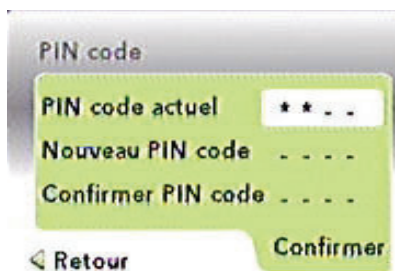 PIN code
PIN code actuel * * - -
Nouveau PIN code - - - -
Confirmer PIN code - - - -
Confirmer
Retour